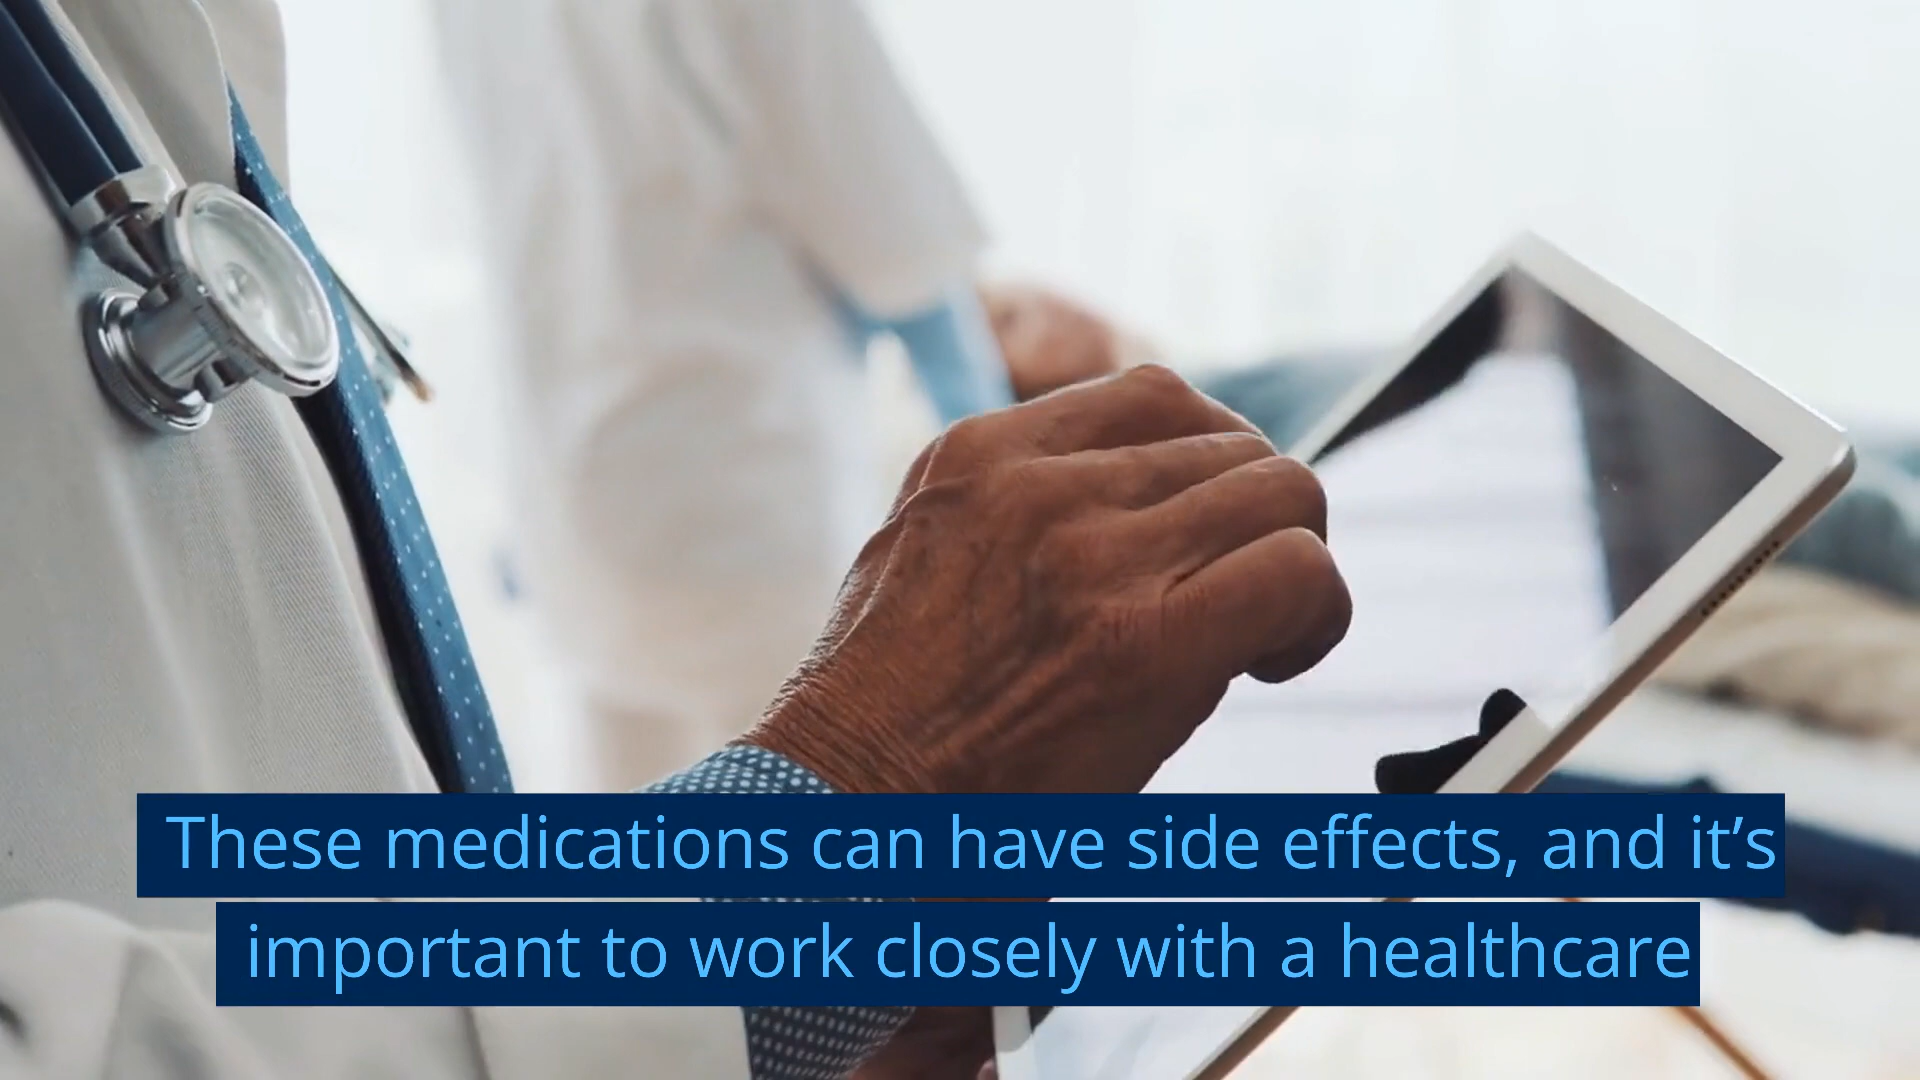 These medications can have side effects, and it’s
important to work closely with a healthcare